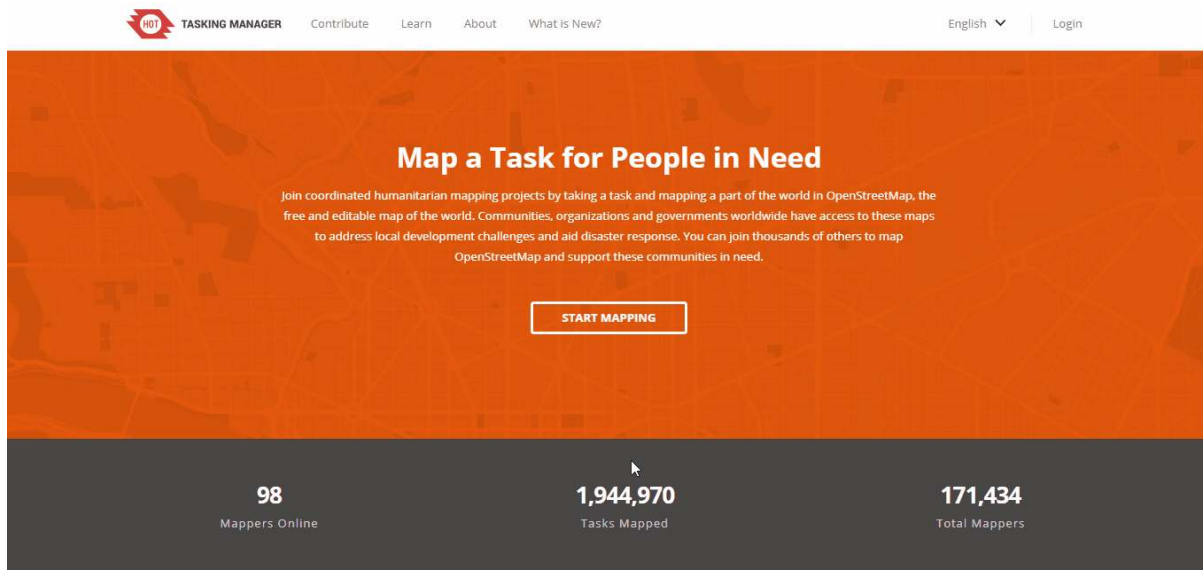 HOT TASKING MANAGER Contribute Learn About What is New? English Login
Map a Task for People in Need
Join coordinated humanitarian mapping projects by taking a task and mapping a part of the world in OpenStreetMap, the
free and editable map of the world. Communities, organizations and governments worldwide have access to these maps
to address local development challenges and aid disaster response. You can join thousands of others to map
OpenStreetMap and support these communities in need.
START MAPPING
98 1,944,970 171,434
Mappers Online Tasks Mapped Total Mappers